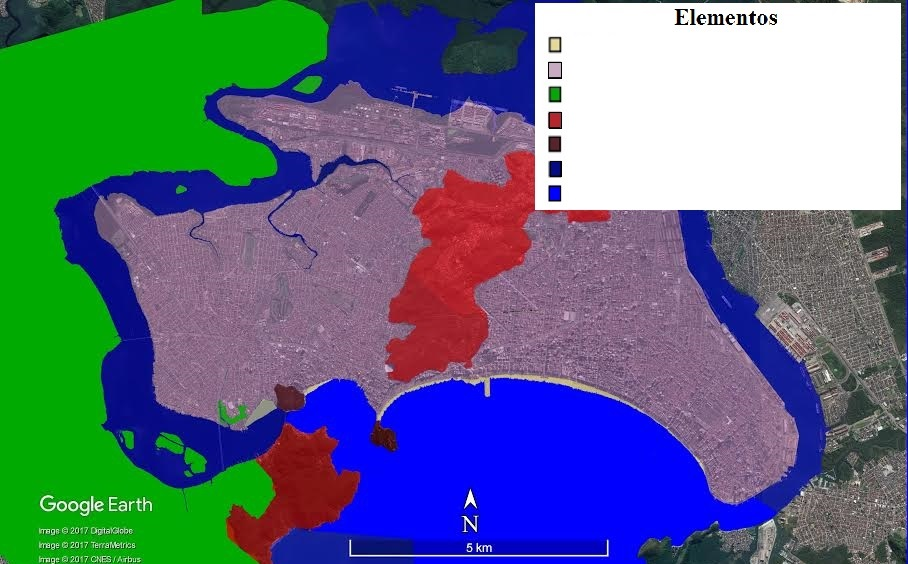 Elementos
Google Earth
Image © 2017 DigitalGlobe
Image © 2017 TerraMetrics
Image © 2017 CNES / Airbus
N
5 km